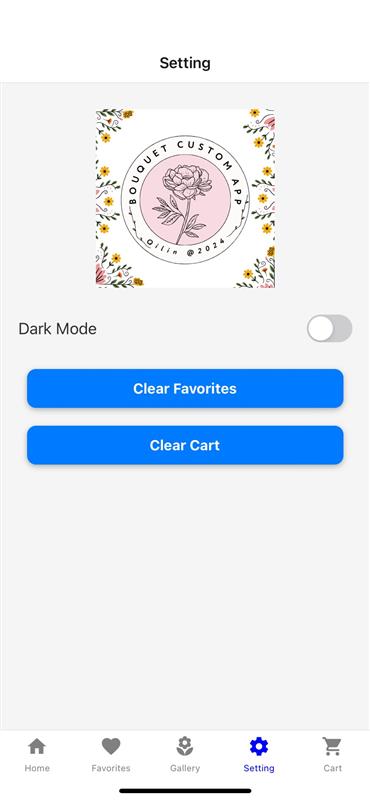 Setting
BOUQUET CUSTOM APP
Qilin @2024
Dark Mode
Clear Favorites
Clear Cart
Home
Favorites
Gallery
Setting
Cart